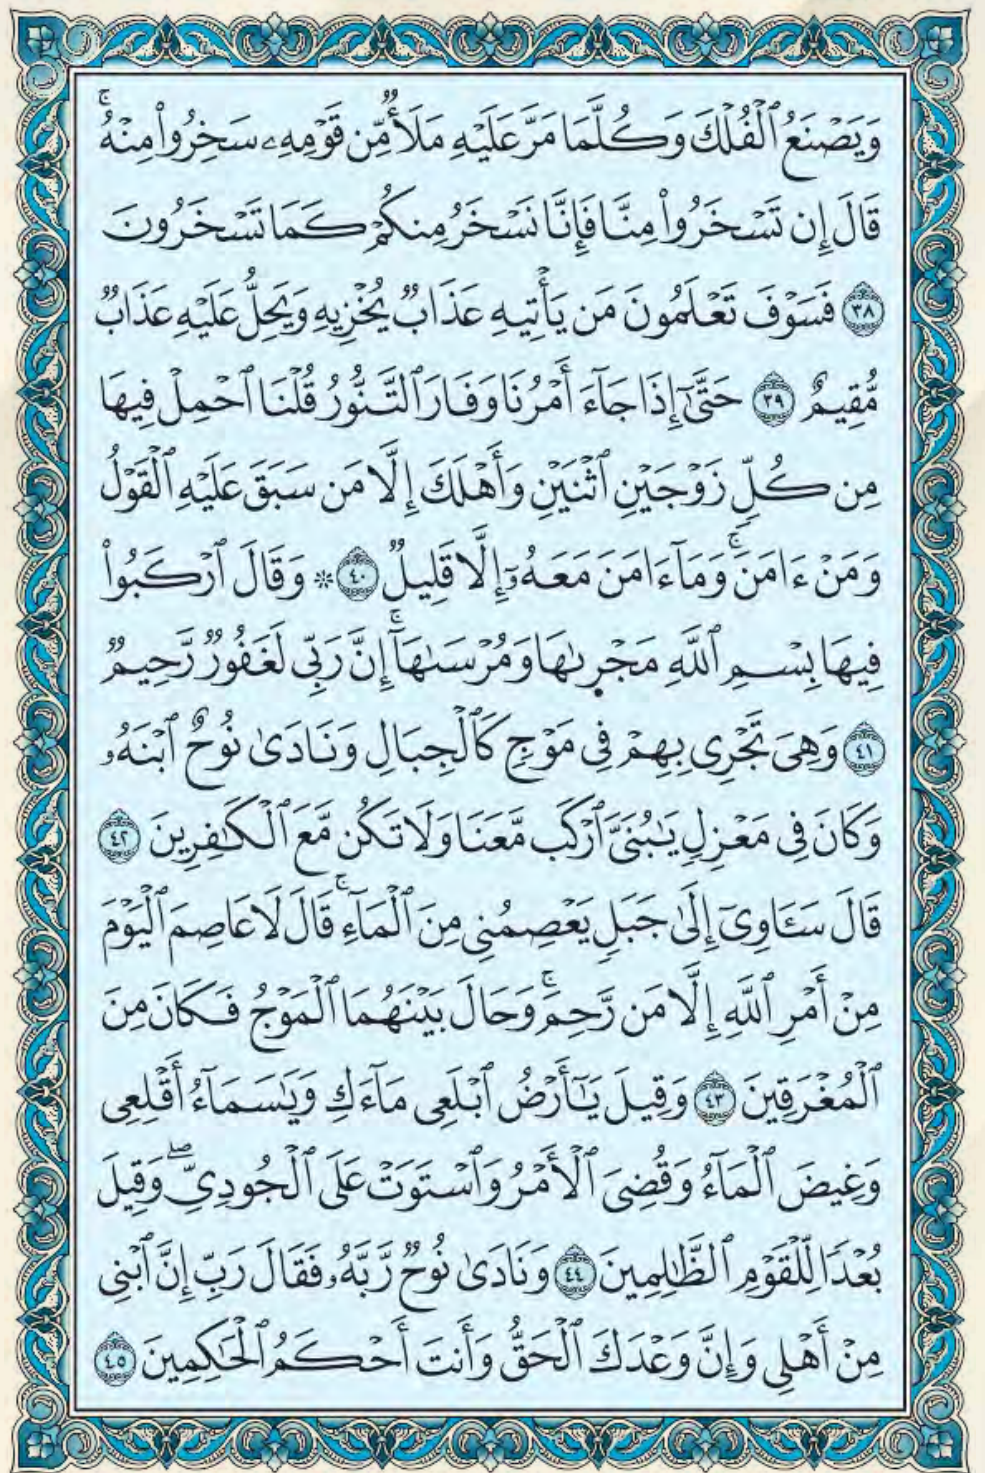 وَيَصْنَعُ ٱلْفُلْكَ وَكُلَّمَا مَرَّ عَلَيْهِ مَلَأٌ مِّن قَوْمِهِۦ سَخِرُوا۟ مِنْهُ ۚ
قَالَ إِن تَسْخَرُوا۟ مِنَّا فَإِنَّا نَسْخَرُ مِنكُمْ كَمَا تَسْخَرُونَ
٣٨ فَسَوْفَ تَعْلَمُونَ مَن يَأْتِيهِ عَذَابٌ يُخْزِيهِ وَيَحِلُّ عَلَيْهِ عَذَابٌ
مُّقِيمٌ ٣٩ حَتَّىٰٓ إِذَا جَآءَ أَمْرُنَا وَفَارَ ٱلتَّنُّورُ قُلْنَا ٱحْمِلْ فِيهَا
مِن كُلٍّ زَوْجَيْنِ ٱثْنَيْنِ وَأَهْلَكَ إِلَّا مَن سَبَقَ عَلَيْهِ ٱلْقَوْلُ
وَمَنْ ءَامَنَ ۚ وَمَآ ءَامَنَ مَعَهُۥٓ إِلَّا قَلِيلٌ ٤٠ * وَقَالَ ٱرْكَبُوا۟
فِيهَا بِسْمِ ٱللَّهِ مَجْر۪ىٰهَا وَمُرْسَىٰهَآ ۚ إِنَّ رَبِّى لَغَفُورٌ رَّحِيمٌ
٤١ وَهِىَ تَجْرِى بِهِمْ فِى مَوْجٍ كَٱلْجِبَالِ وَنَادَىٰ نُوحٌ ٱبْنَهُۥ
وَكَانَ فِى مَعْزِلٍ يَٰبُنَىَّ ٱرْكَب مَّعَنَا وَلَا تَكُن مَّعَ ٱلْكَٰفِرِينَ ٤٢
قَالَ سَـَٔاوِىٓ إِلَىٰ جَبَلٍ يَعْصِمُنِى مِنَ ٱلْمَآءِ ۚ قَالَ لَا عَاصِمَ ٱلْيَوْمَ
مِنْ أَمْرِ ٱللَّهِ إِلَّا مَن رَّحِمَ ۚ وَحَالَ بَيْنَهُمَا ٱلْمَوْجُ فَكَانَ مِنَ
ٱلْمُغْرَقِينَ ٤٣ وَقِيلَ يَٰٓأَرْضُ ٱبْلَعِى مَآءَكِ وَيَٰسَمَآءُ أَقْلِعِى
وَغِيضَ ٱلْمَآءُ وَقُضِىَ ٱلْأَمْرُ وَٱسْتَوَتْ عَلَى ٱلْجُودِىِّ ۖ وَقِيلَ
بُعْدًا لِّلْقَوْمِ ٱلظَّٰلِمِينَ ٤٤ وَنَادَىٰ نُوحٌ رَّبَّهُۥ فَقَالَ رَبِّ إِنَّ ٱبْنِى
مِنْ أَهْلِى وَإِنَّ وَعْدَكَ ٱلْحَقُّ وَأَنتَ أَحْكَمُ ٱلْحَٰكِمِينَ ٤٥